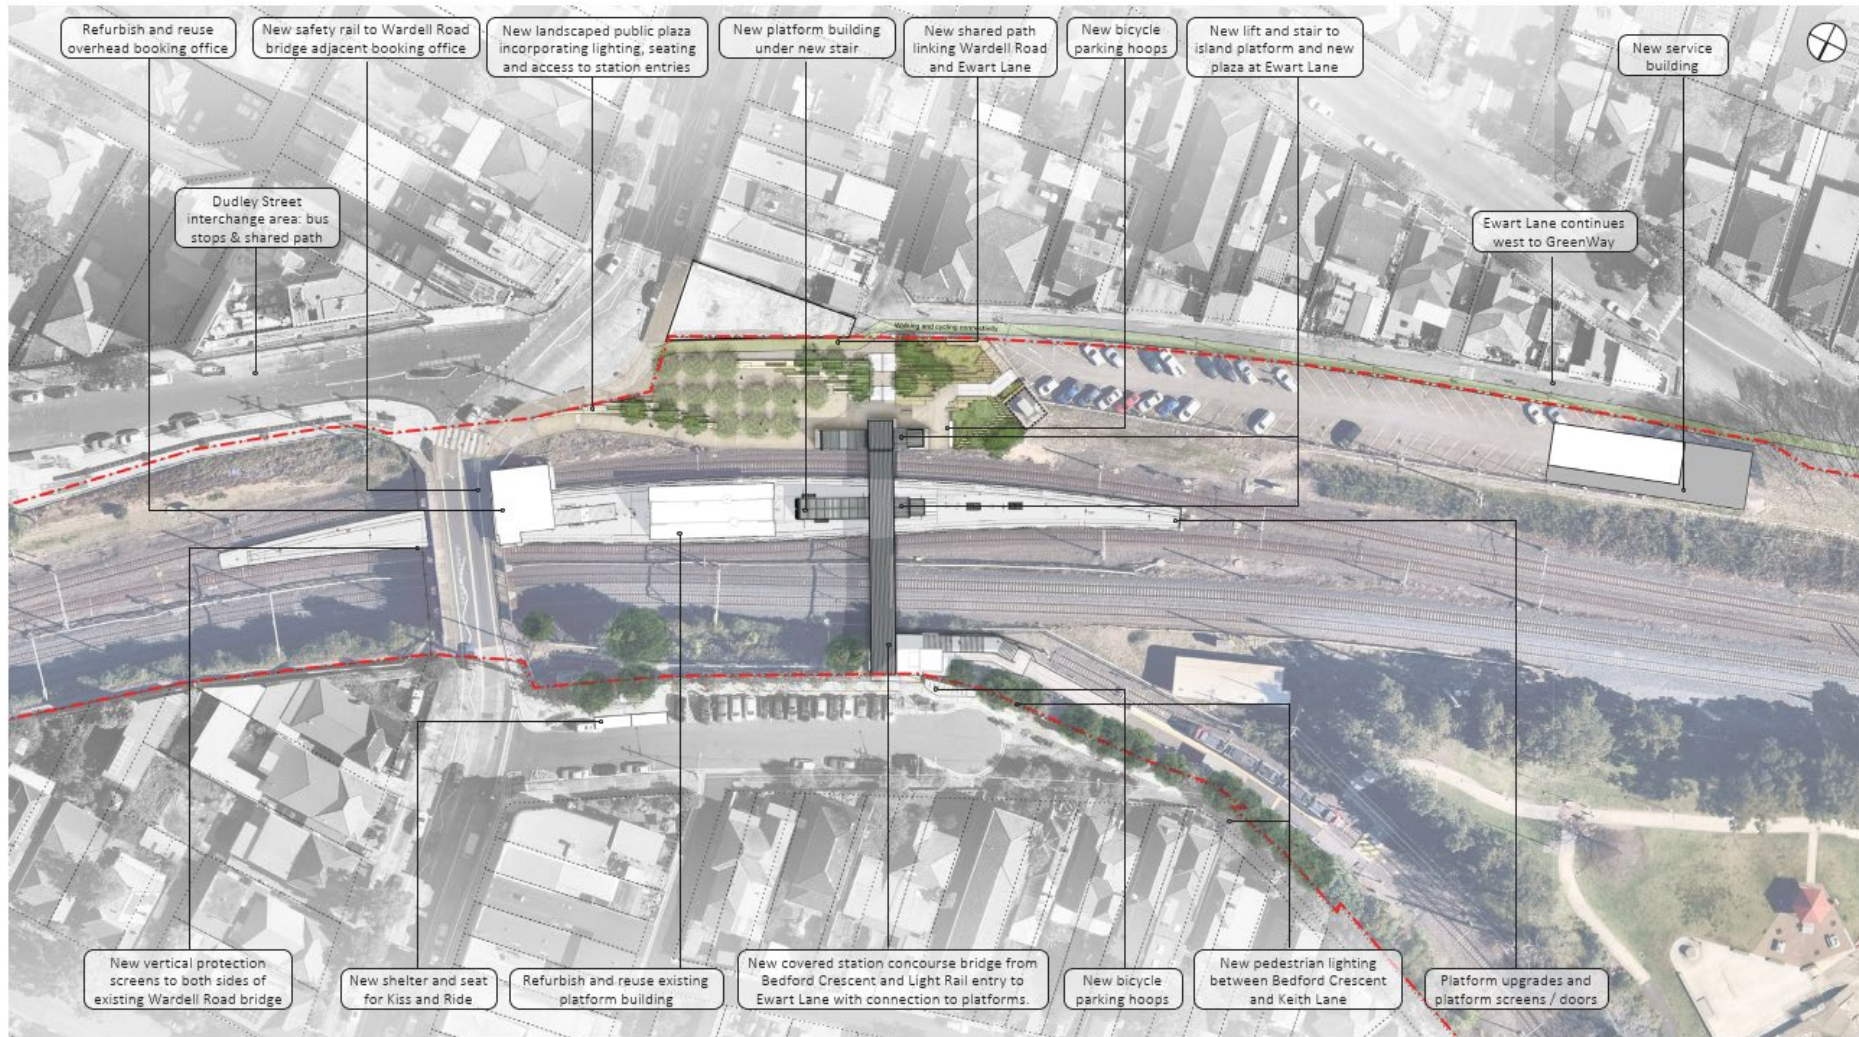 Refurbish and reuse
overhead booking office
New safety rail to Wardell Road
bridge adjacent booking office
New landscaped public plaza
incorporating lighting, seating
and access to station entries
New platform building
under new stair
New shared path
linking Wardell Road
and Ewart Lane
New bicycle
parking hoops
New lift and stair to
island platform and new
plaza at Ewart Lane
New service
building
Dudley Street
interchange area: bus
stops & shared path
Ewart Lane continues
west to GreenWay
Walking and cycling connectivity
New vertical protection
screens to both sides of
existing Wardell Road bridge
New shelter and seat
for Kiss and Ride
Refurbish and reuse existing
platform building
New covered station concourse bridge from
Bedford Crescent and Light Rail entry to
Ewart Lane with connection to platforms.
New bicycle
parking hoops
New pedestrian lighting
between Bedford Crescent
and Keith Lane
Platform upgrades and
platform screens / doors